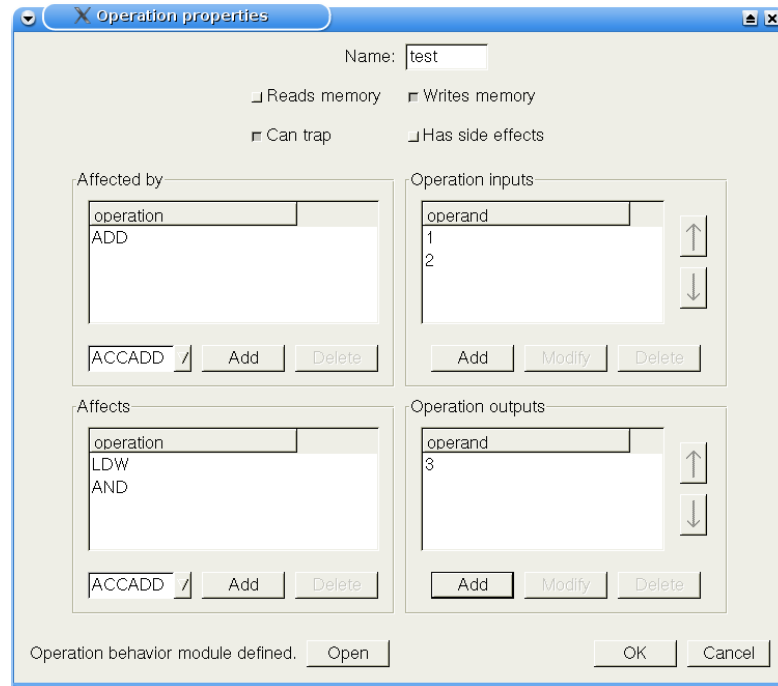 Operation properties
Name: test
Reads memory Writes memory
Can trap Has side effects
Affected by
operation
ADD
ACCADD Add Delete
Operation inputs
operand
1
2
Add Modify Delete
Affects
operation
LDW
AND
ACCADD Add Delete
Operation outputs
operand
3
Add Modify Delete
Operation behavior module defined. Open OK Cancel